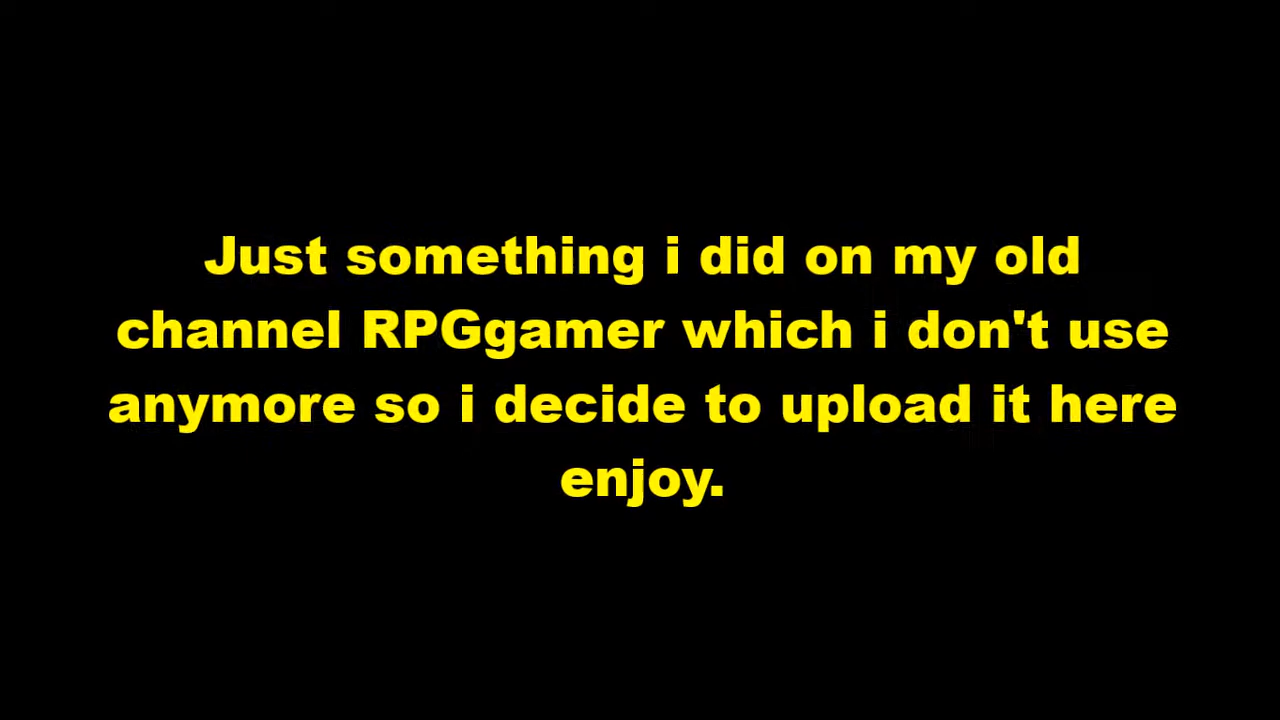 Just something i did on my old
channel RPGgamer which i don't use
anymore so i decide to upload it here
enjoy.